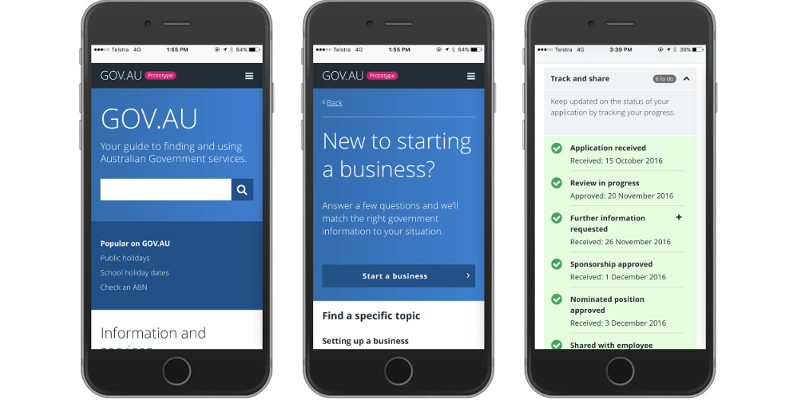 Telstra 4G 1:55 PM 64%
GOV.AU Prototype
GOV.AU
Your guide to finding and using
Australian Government services.
Popular on GOV.AU
Public holidays
School holiday dates
Check an ABN
Information and
services
Telstra 4G 1:55 PM 64%
GOV.AU Prototype
Back
New to starting
a business?
Answer a few questions and we'll
match the right government
information to your situation.
Start a business
Find a specific topic
Setting up a business
Telstra 4G 3:39 PM 39%
Track and share 6 to do
Keep updated on the status of your
application by tracking your progress.
Application received
Received: 15 October 2016
Review in progress
Approved: 20 November 2016
Further information
requested
Received: 26 November 2016
Sponsorship approved
Received: 1 December 2016
Nominated position
approved
Received: 3 December 2016
Shared with employee